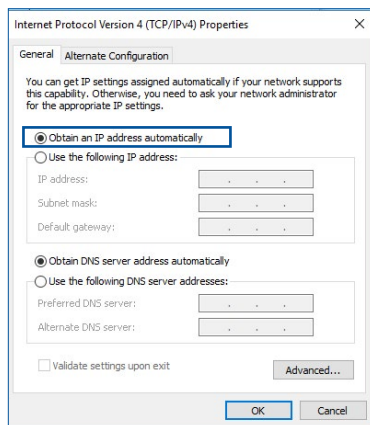 Internet Protocol Version 4 (TCP/IPv4) Properties
General
Alternate Configuration
You can get IP settings assigned automatically if your network supports
this capability. Otherwise, you need to ask your network administrator
for the appropriate IP settings.
Obtain an IP address automatically
Use the following IP address:
IP address:
Subnet mask:
Default gateway:
Obtain DNS server address automatically
Use the following DNS server addresses:
Preferred DNS server:
Alternate DNS server:
Validate settings upon exit
Advanced...
OK
Cancel